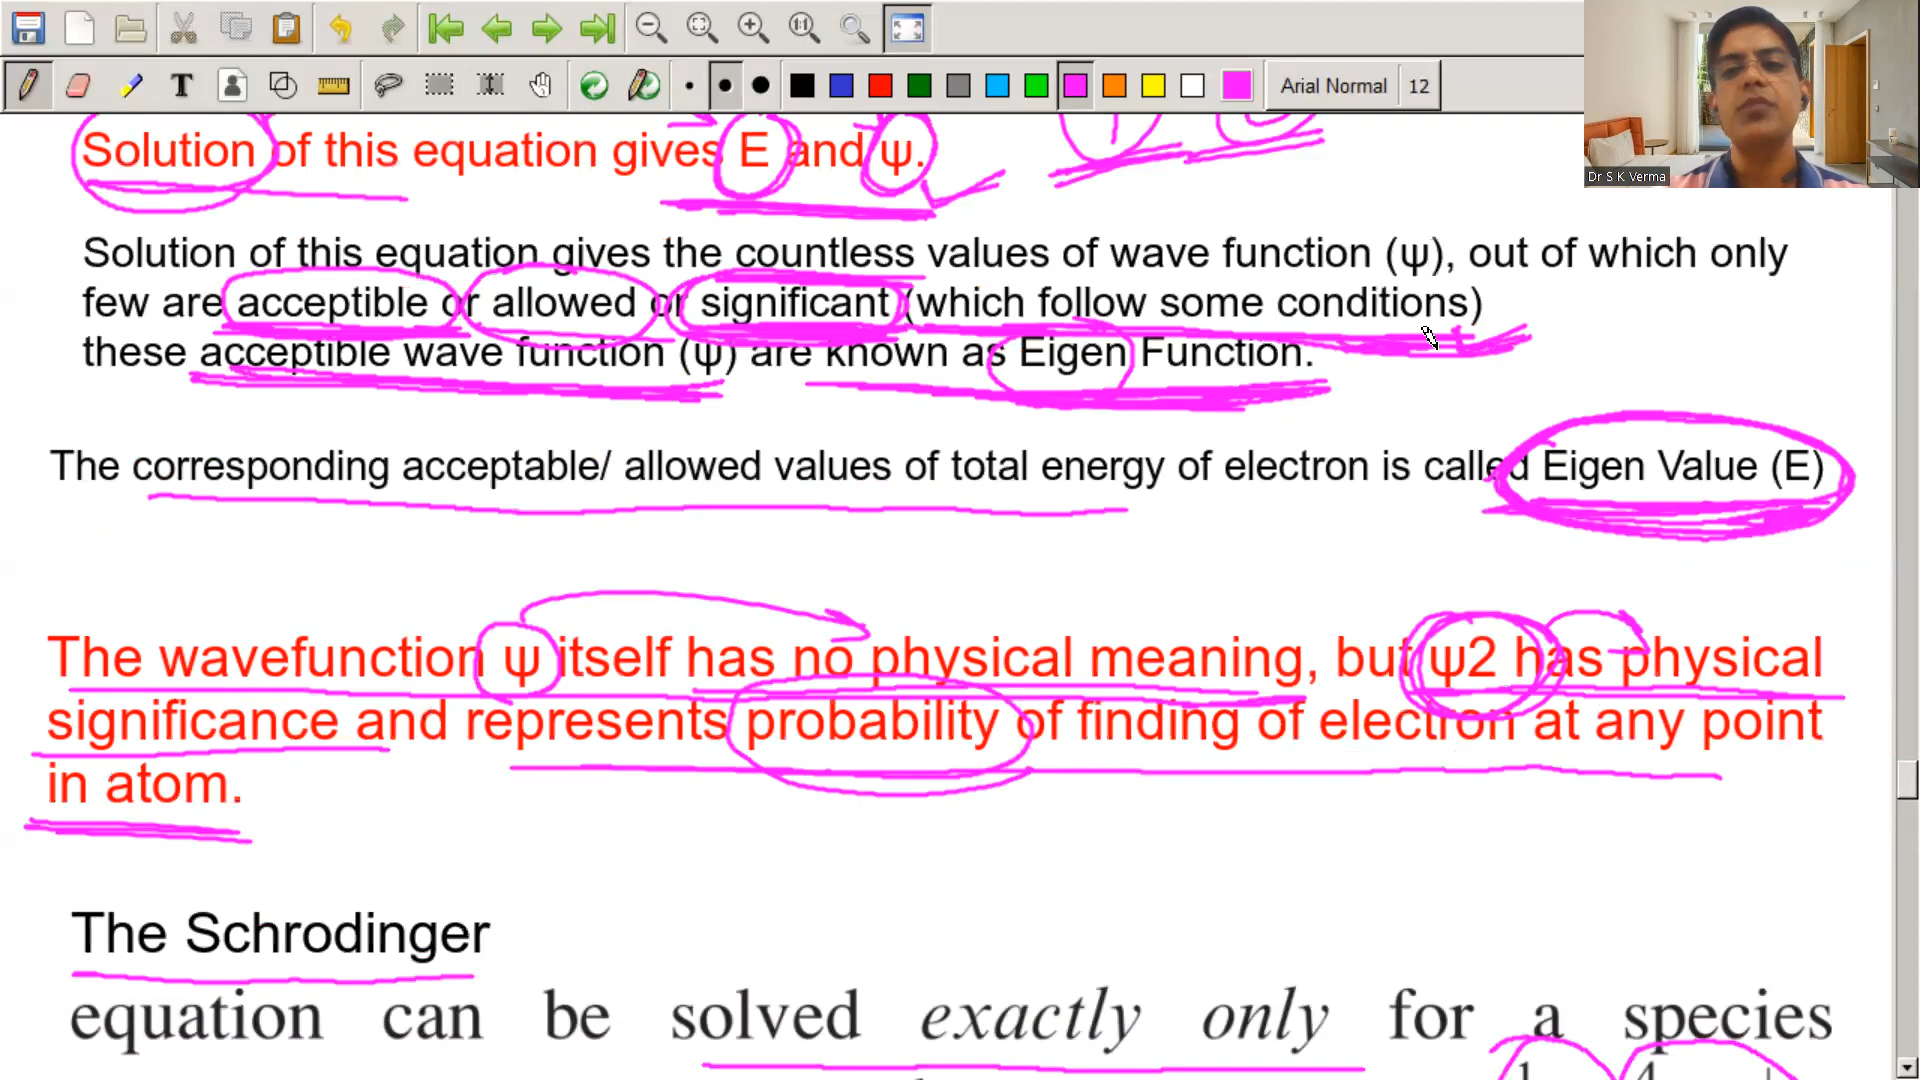 T
Arial Normal 12
Dr S K Verma
Solution of this equation gives E and ψ.
Solution of this equation gives the countless values of wave function (ψ), out of which only
few are acceptible or allowed or significant (which follow some conditions)
these acceptible wave function (ψ) are known as Eigen Function.
The corresponding acceptable/ allowed values of total energy of electron is called Eigen Value (E)
The wavefunction ψ itself has no physical meaning, but ψ2 has physical
significance and represents probability of finding of electron at any point
in atom.
The Schrodinger
equation can be solved exactly only for a species